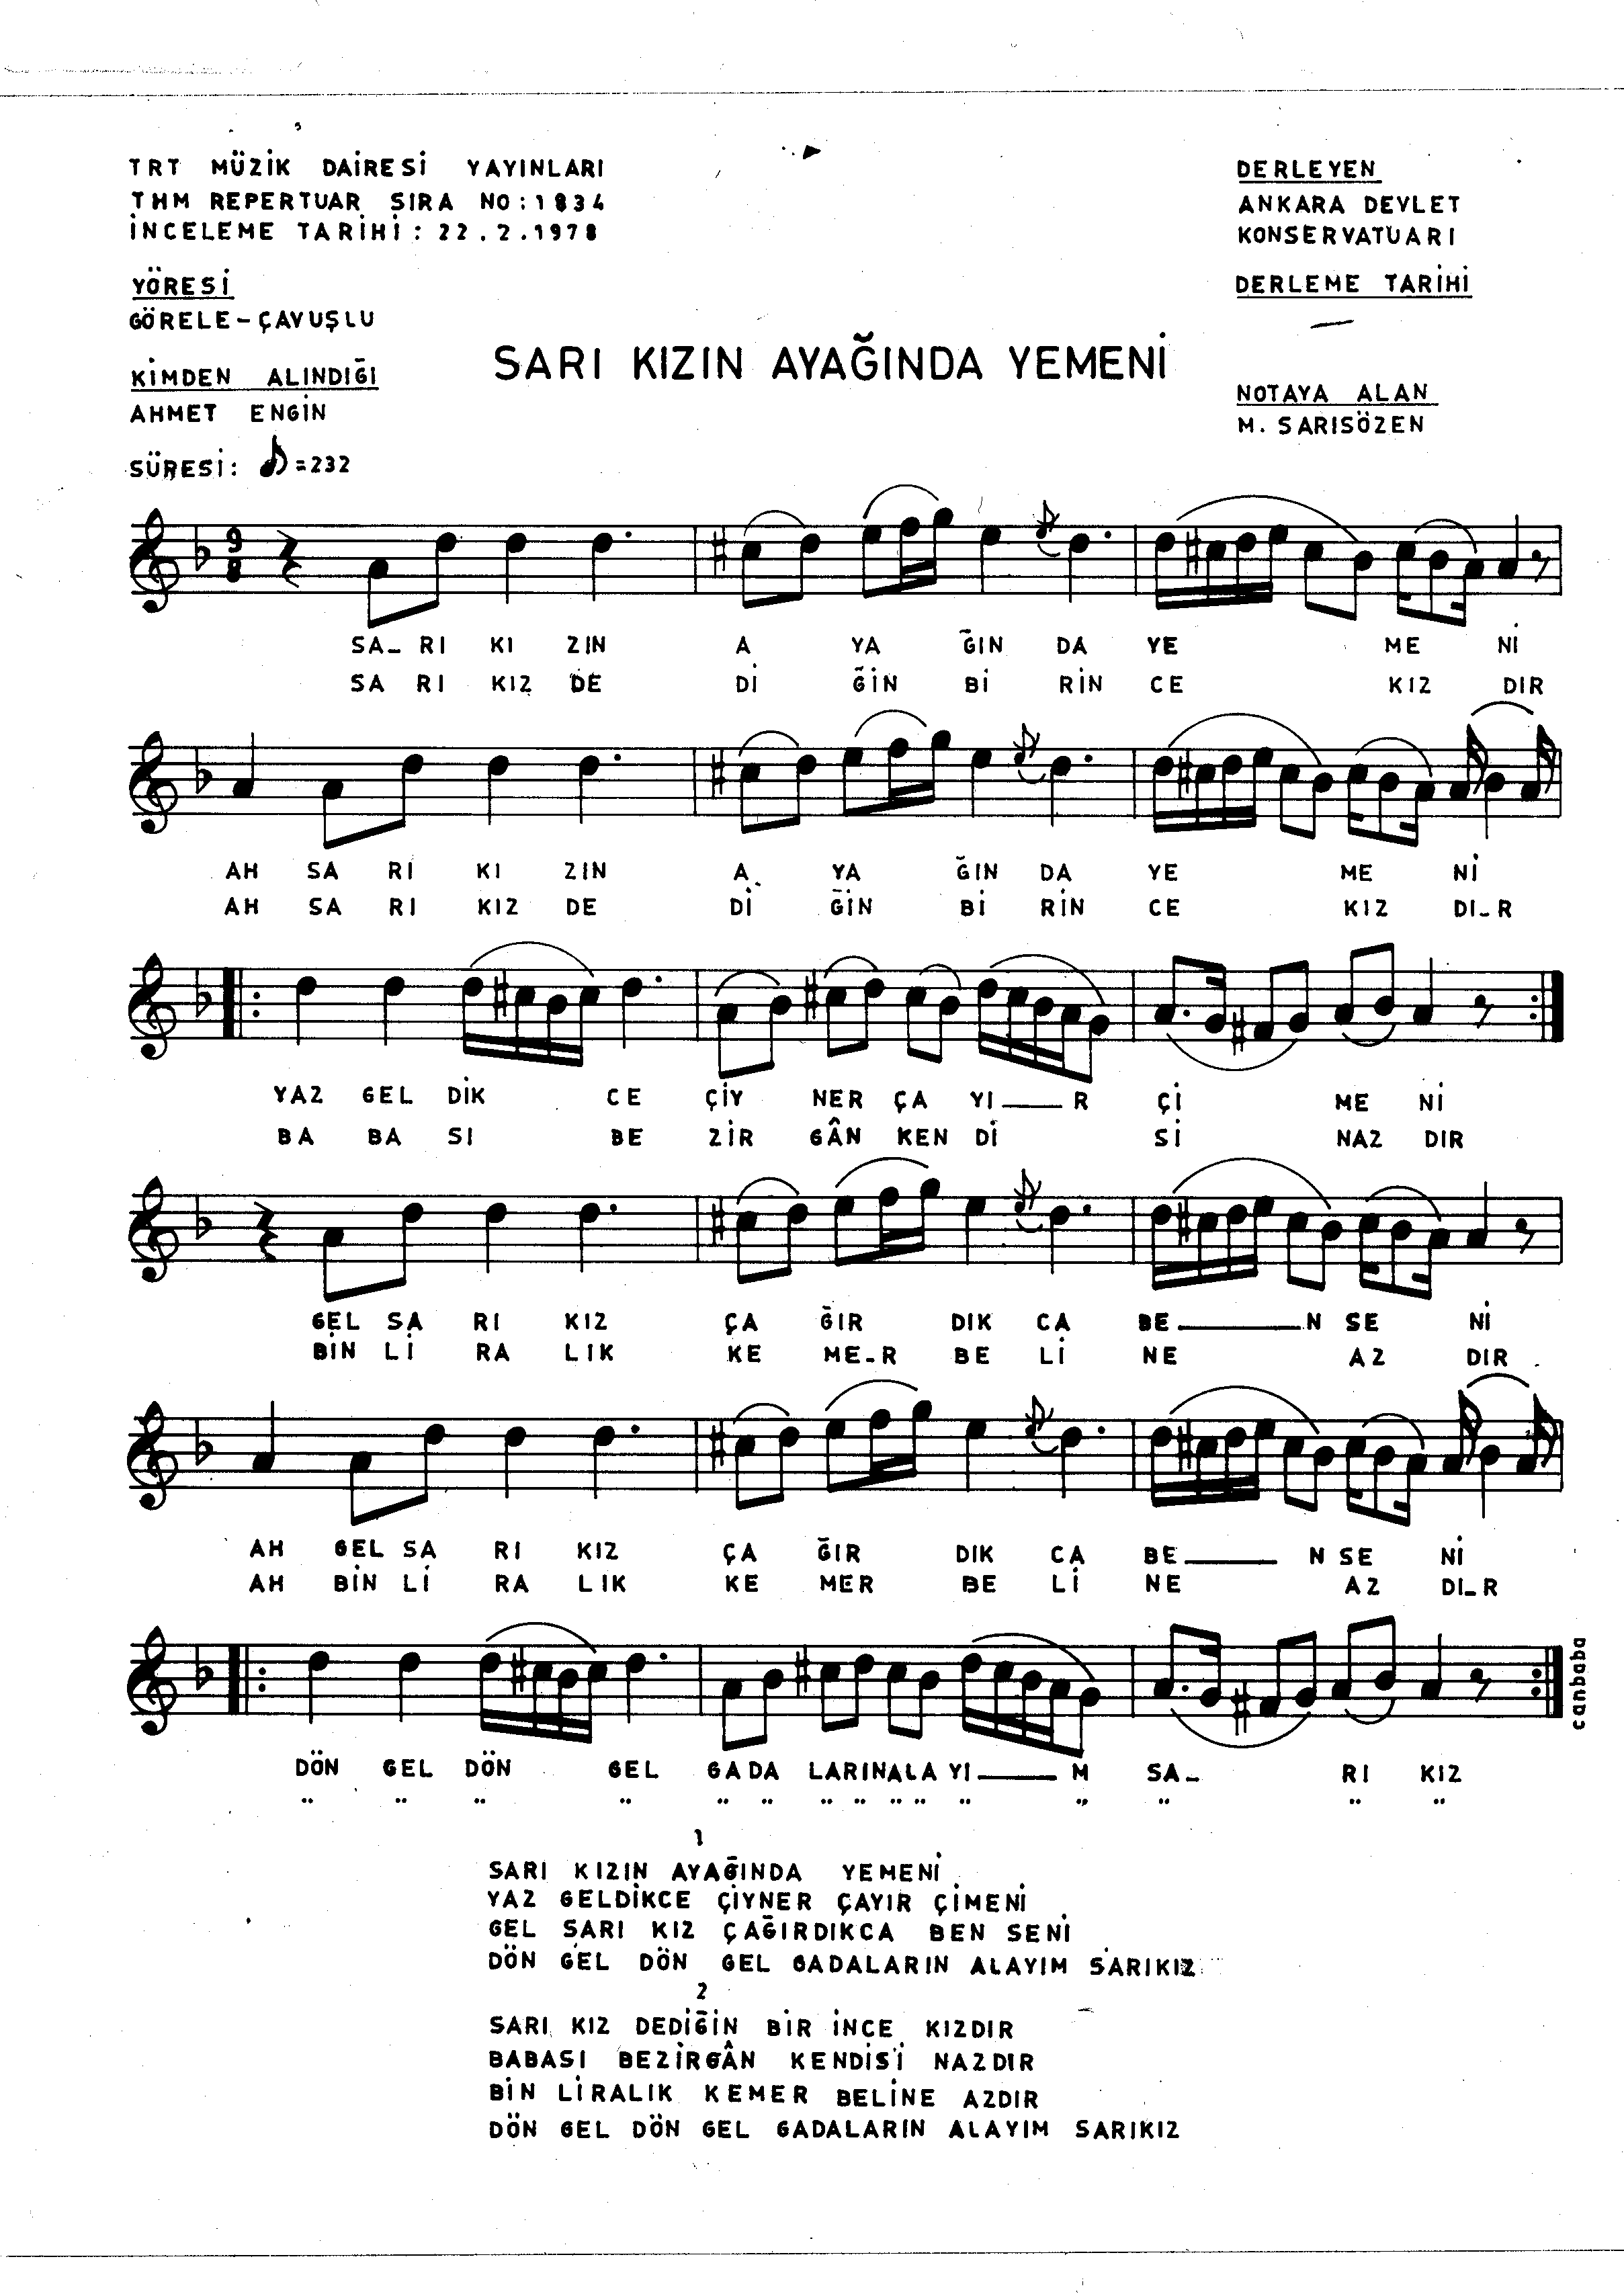 TRT MÜZİK DAİRESİ YAYINLARI
THM REPERTUAR SIRA NO: 1834
İNCELEME TARİHİ: 22.2.1978
DERLEYEN
ANKARA DEVLET
KONSERVATUARI
YÖRESİ
GÖRELE-ÇAVUŞLU
DERLEME TARİHİ
—
KİMDEN ALINDIĞI
AHMET ENGİN
SARI KIZIN AYAĞINDA YEMENİ
NOTAYA ALAN
M. SARISÖZEN
SÜRESİ: ♪=232
9
8
SA_ RI KI ZIN A YA ĞIN DA YE ME Nİ
SA RI KIZ DE Dİ ĞİN Bİ RİN CE KIZ DIR
AH SA RI KI ZIN A YA ĞIN DA YE ME Nİ
AH SA RI KIZ DE Dİ ĞİN Bİ RİN CE KIZ DI_R
YAZ GEL DİK CE ÇİY NER ÇA YI___R Çİ ME Nİ
BA BA SI BE ZİR GÂN KEN Dİ Sİ NAZ DIR
GEL SA RI KIZ ÇA ĞIR DIK CA BE____N SE Nİ
BİN Lİ RA LIK KE ME_R BE Lİ NE AZ DIR
AH GEL SA RI KIZ ÇA ĞIR DIK CA BE____ N SE Nİ
AH BİN Lİ RA LIK KE MER BE Lİ NE AZ DI_R
DÖN GEL DÖN GEL GADA LARINALA YI____M SA_ RI KIZ
" " " " " " " " " " " " " " "
canbaba
1
SARI KIZIN AYAĞINDA YEMENİ
YAZ GELDİKCE ÇİYNER ÇAYIR ÇİMENİ
GEL SARI KIZ ÇAĞIRDIKCA BEN SENİ
DÖN GEL DÖN GEL GADALARIN ALAYIM SARIKIZ
2
SARI KIZ DEDİĞİN BİR İNCE KIZDIR
BABASI BEZİRGÂN KENDİSİ NAZDIR
BİN LİRALIK KEMER BELİNE AZDIR
DÖN GEL DÖN GEL GADALARIN ALAYIM SARIKIZ